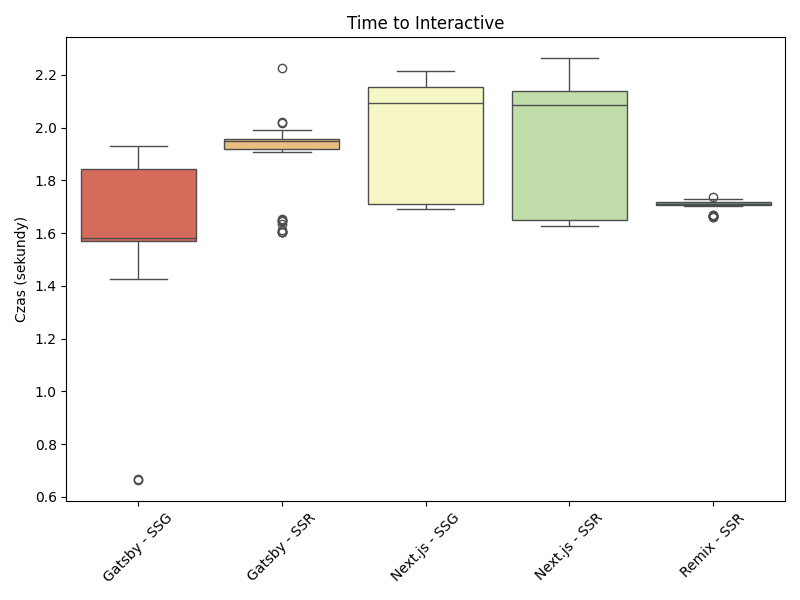 Time to Interactive
Czas (sekundy)
2.2
2.0
1.8
1.6
1.4
1.2
1.0
0.8
0.6
Gatsby - SSG
Gatsby - SSR
Next.js - SSG
Next.js - SSR
Remix - SSR